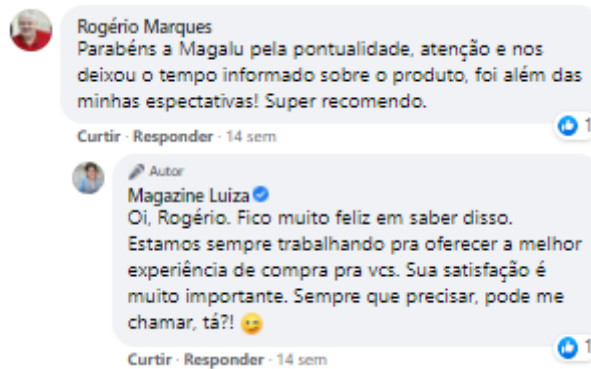 Rogério Marques
Parabéns a Magalu pela pontualidade, atenção e nos
deixou o tempo informado sobre o produto, foi além das
minhas espectativas! Super recomendo.
Curtir · Responder · 14 sem
1
Autor
Magazine Luiza
Oi, Rogério. Fico muito feliz em saber disso.
Estamos sempre trabalhando pra oferecer a melhor
experiência de compra pra vcs. Sua satisfação é
muito importante. Sempre que precisar, pode me
chamar, tá?! 😉
Curtir · Responder · 14 sem
1